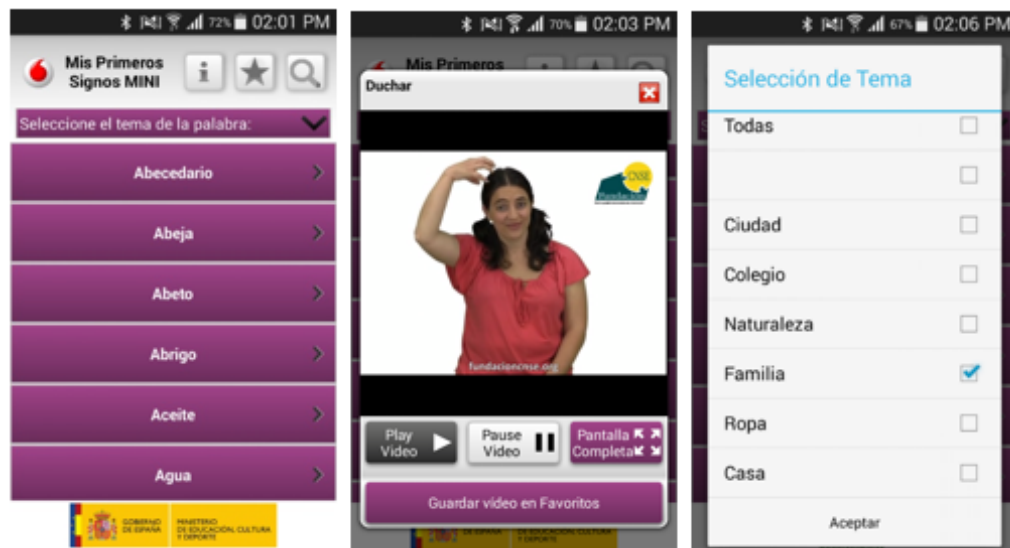 72% 02:01 PM
Mis Primeros
Signos MINI
i
Seleccione el tema de la palabra:
Abecedario
Abeja
Abeto
Abrigo
Aceite
Agua
GOBIERNO
DE ESPAÑA
MINISTERIO
DE EDUCACIÓN, CULTURA
Y DEPORTE
70% 02:03 PM
Mis Primeros
Duchar
CNSE
Fundación
fundacioncnse.org
Play
Video
Pause
Video
Pantalla
Completa
Guardar video en Favoritos
67% 02:06 PM
Selección de Tema
Todas
Ciudad
Colegio
Naturaleza
Familia
Ropa
Casa
Aceptar